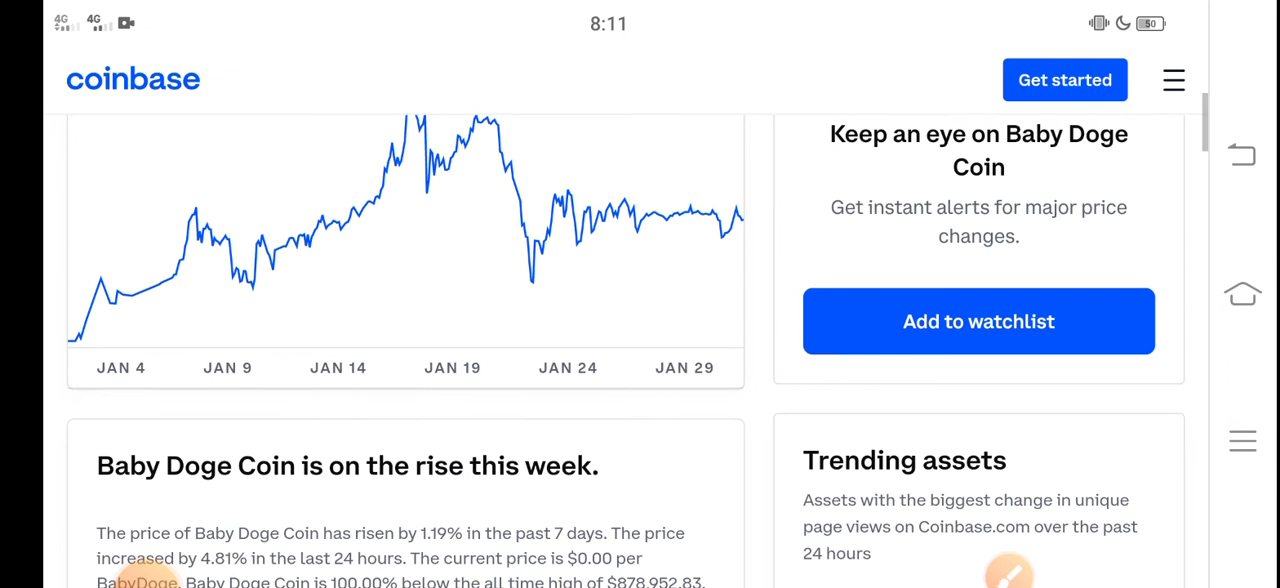 4G 4G 8:11 50
coinbase Get started
Keep an eye on Baby Doge
Coin
Get instant alerts for major price
changes.
Add to watchlist
JAN 4 JAN 9 JAN 14 JAN 19 JAN 24 JAN 29
Baby Doge Coin is on the rise this week.
The price of Baby Doge Coin has risen by 1.19% in the past 7 days. The price
increased by 4.81% in the last 24 hours. The current price is $0.00 per
BabyDoge. Baby Doge Coin is 100.00% below the all time high of $878,952.83.
Trending assets
Assets with the biggest change in unique
page views on Coinbase.com over the past
24 hours